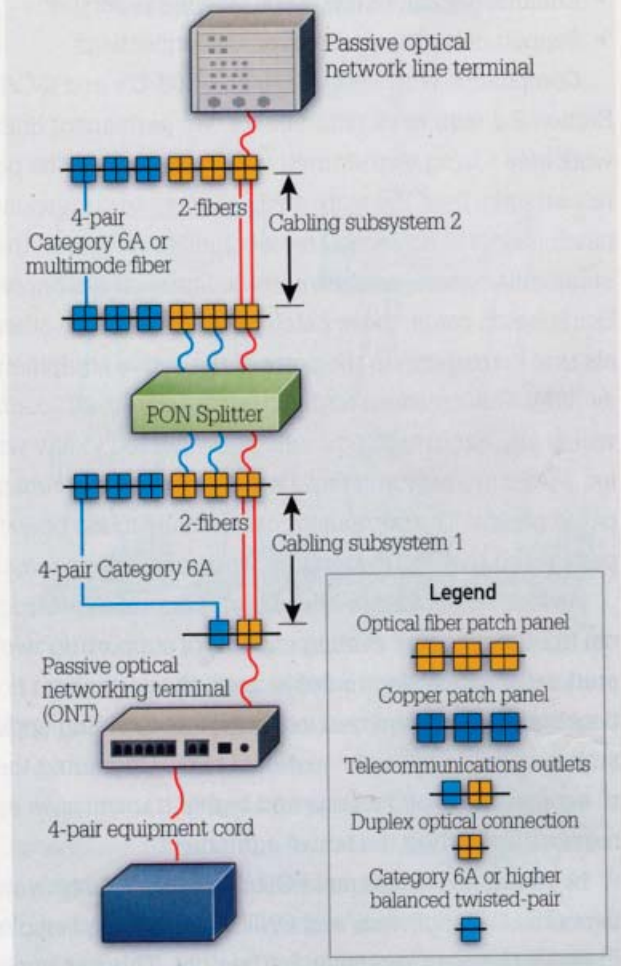 Passive optical
network line terminal
4-pair
Category 6A or
multimode fiber
2-fibers
Cabling subsystem 2
PON Splitter
2-fibers
Cabling subsystem 1
4-pair Category 6A
Passive optical
networking terminal
(ONT)
4-pair equipment cord
Legend
Optical fiber patch panel
Copper patch panel
Telecommunications outlets
Duplex optical connection
Category 6A or higher
balanced twisted-pair